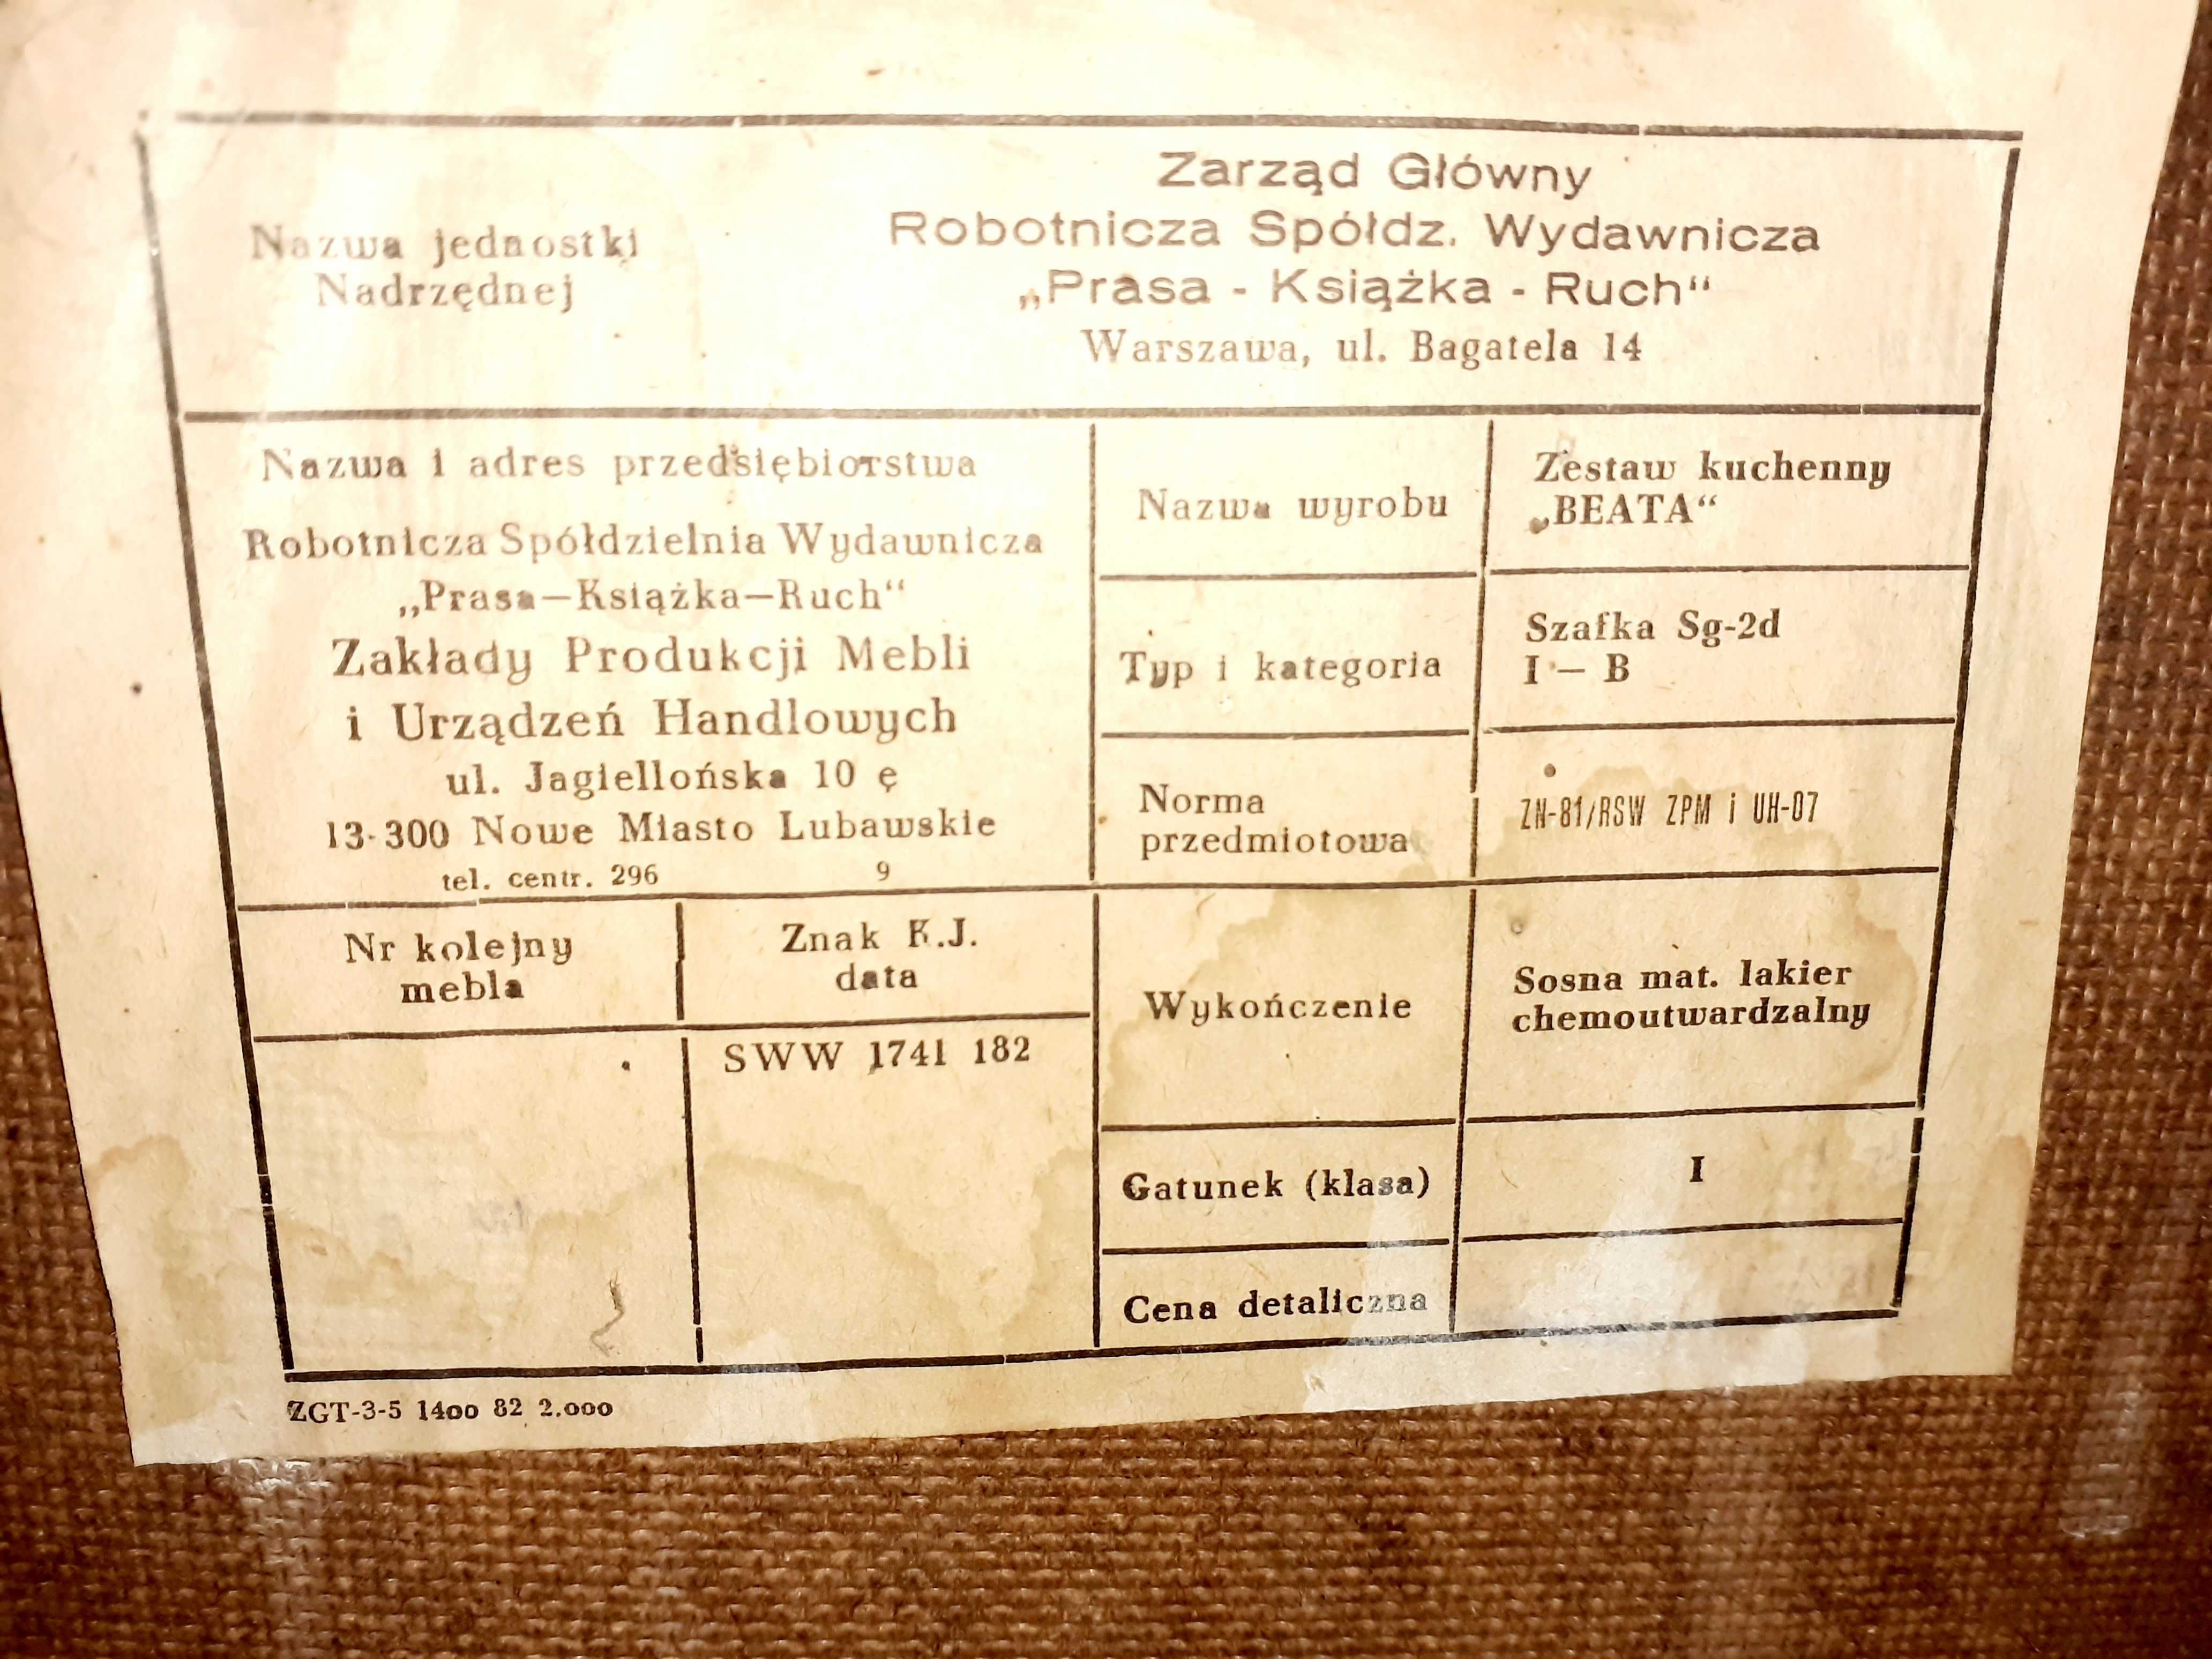 Nazwa jednostki
Nadrzędnej
Zarząd Główny
Robotnicza Spółdz. Wydawnicza
„Prasa - Książka - Ruch“
Warszawa, ul. Bagatela 14
Nazwa i adres przedsiębiorstwa
Robotnicza Spółdzielnia Wydawnicza
„Prasa—Książka—Ruch“
Zakłady Produkcji Mebli
i Urządzeń Handlowych
ul. Jagiellońska 10 ę
13-300 Nowe Miasto Lubawskie
tel. centr. 296 9
Nazwa wyrobu
Zestaw kuchenny
„BEATA“
Typ i kategoria
Szafka Sg-2d
I — B
Norma
przedmiotowa
ZN-81/RSW ZPM i UH-07
Nr kolejny
mebla
Znak K.J.
data
SWW 1741 182
Wykończenie
Sosna mat. lakier
chemoutwardzalny
Gatunek (klasa)
I
Cena detaliczna
ZGT-3-5 1400 82 2.000